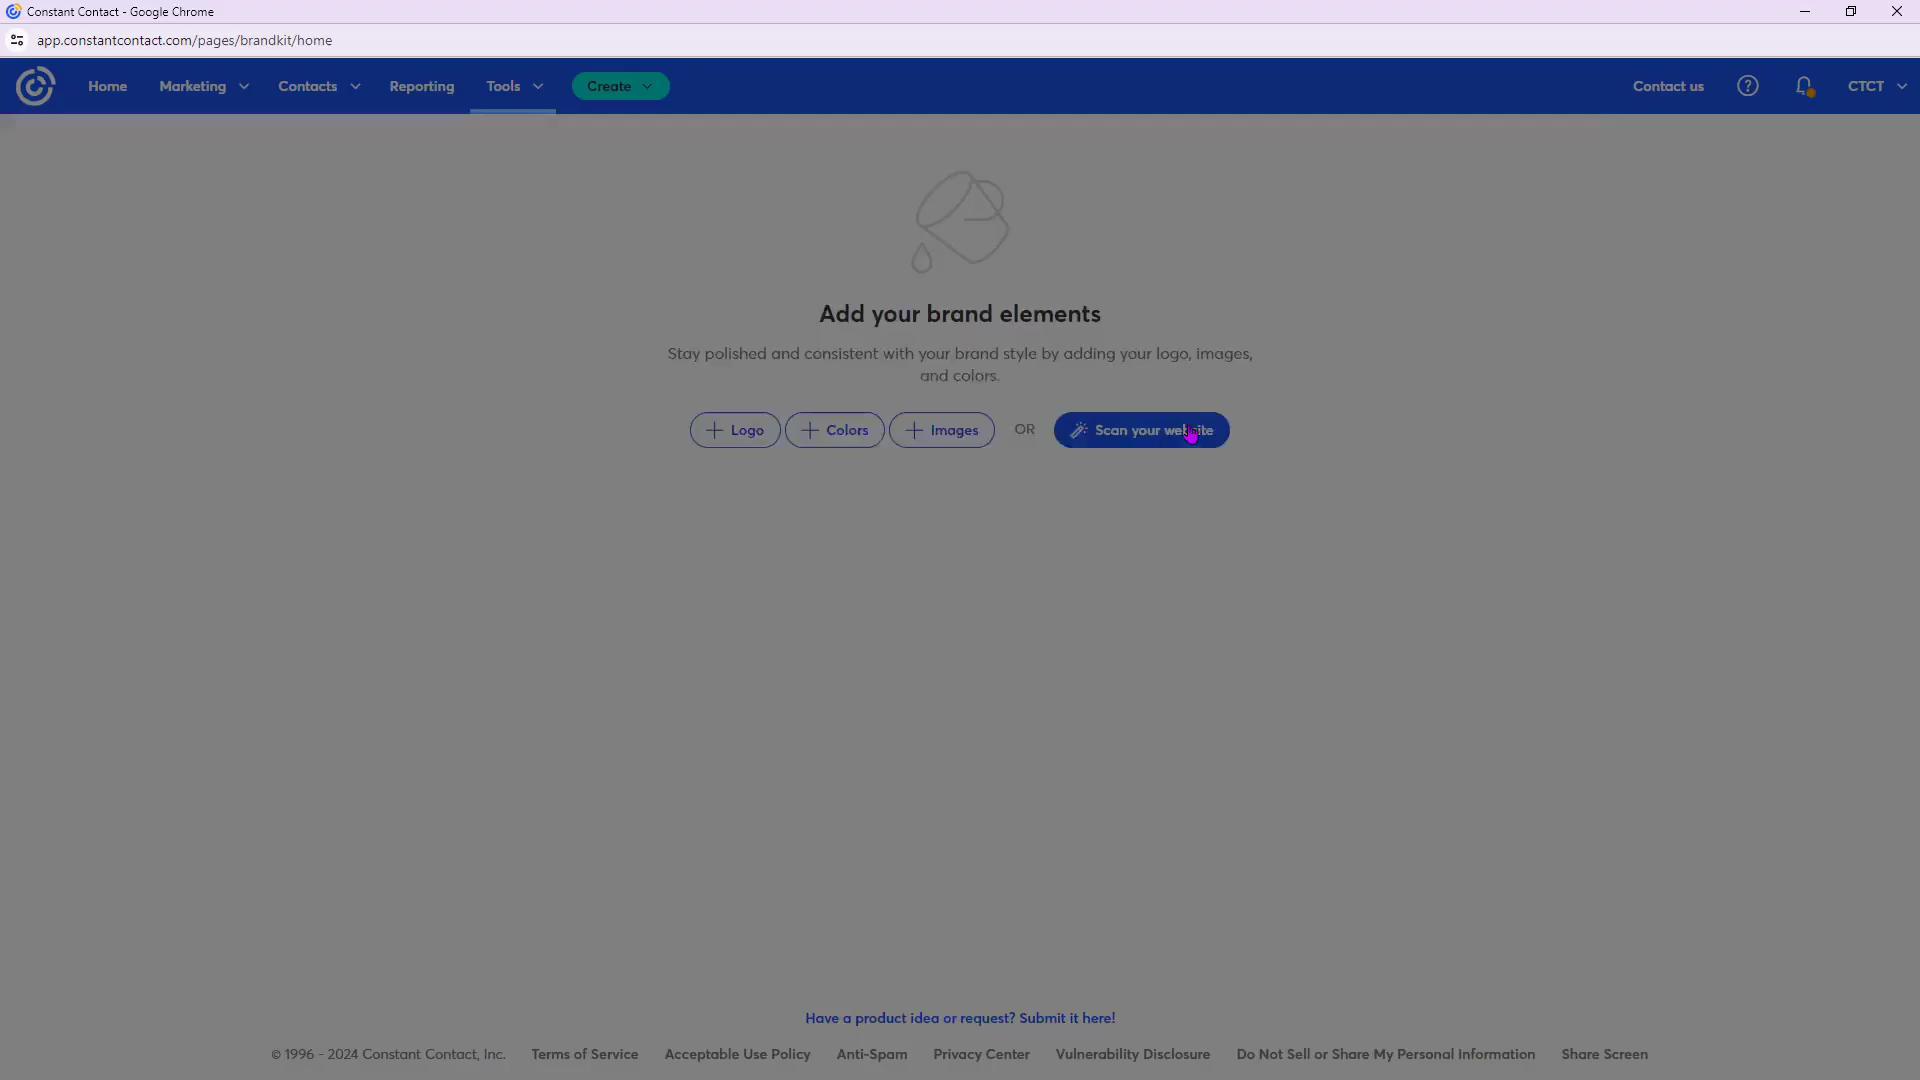 Constant Contact - Google Chrome
app.constantcontact.com/pages/brandkit/home
Home Marketing Contacts Reporting Tools Create Contact us ? CTCT
Add your brand elements
Stay polished and consistent with your brand style by adding your logo, images,
and colors.
Logo Colors Images OR Scan your website
Have a product idea or request? Submit it here!
© 1996 - 2024 Constant Contact, Inc. Terms of Service Acceptable Use Policy Anti-Spam Privacy Center Vulnerability Disclosure Do Not Sell or Share My Personal Information Share Screen